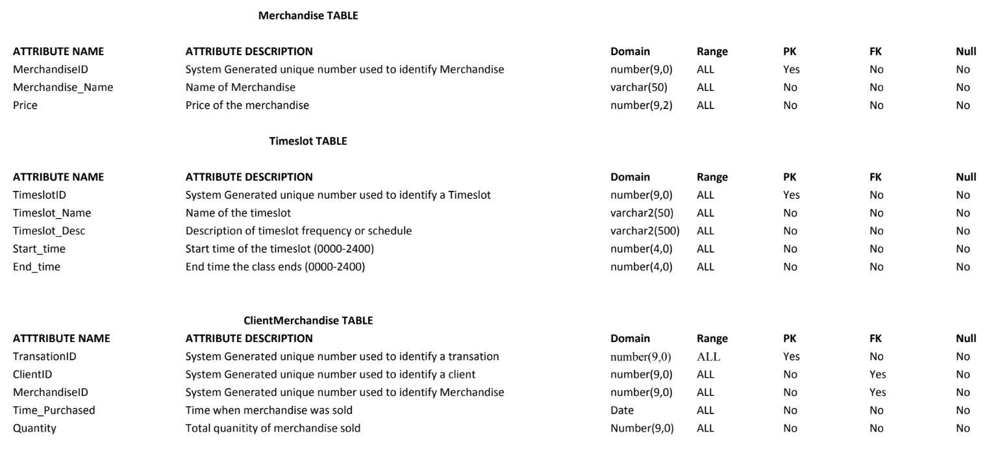 Merchandise TABLE
ATTRIBUTE NAME ATTRIBUTE DESCRIPTION Domain Range PK FK Null
MerchandiseID System Generated unique number used to identify Merchandise number(9,0) ALL Yes No No
Merchandise_Name Name of Merchandise varchar(50) ALL No No No
Price Price of the merchandise number(9,2) ALL No No No
Timeslot TABLE
ATTRIBUTE NAME ATTRIBUTE DESCRIPTION Domain Range PK FK Null
TimeslotID System Generated unique number used to identify a Timeslot number(9,0) ALL Yes No No
Timeslot_Name Name of the timeslot varchar2(50) ALL No No No
Timeslot_Desc Description of timeslot frequency or schedule varchar2(500) ALL No No No
Start_time Start time of the timeslot (0000-2400) number(4,0) ALL No No No
End_time End time the class ends (0000-2400) number(4,0) ALL No No No
ClientMerchandise TABLE
ATTTRIBUTE NAME ATTRIBUTE DESCRIPTION Domain Range PK FK Null
TransationID System Generated unique number used to identify a transation number(9,0) ALL Yes No No
ClientID System Generated unique number used to identify a client number(9,0) ALL No Yes No
MerchandiseID System Generated unique number used to identify Merchandise number(9,0) ALL No Yes No
Time_Purchased Time when merchandise was sold Date ALL No No No
Quantity Total quanitity of merchandise sold Number(9,0) ALL No No No